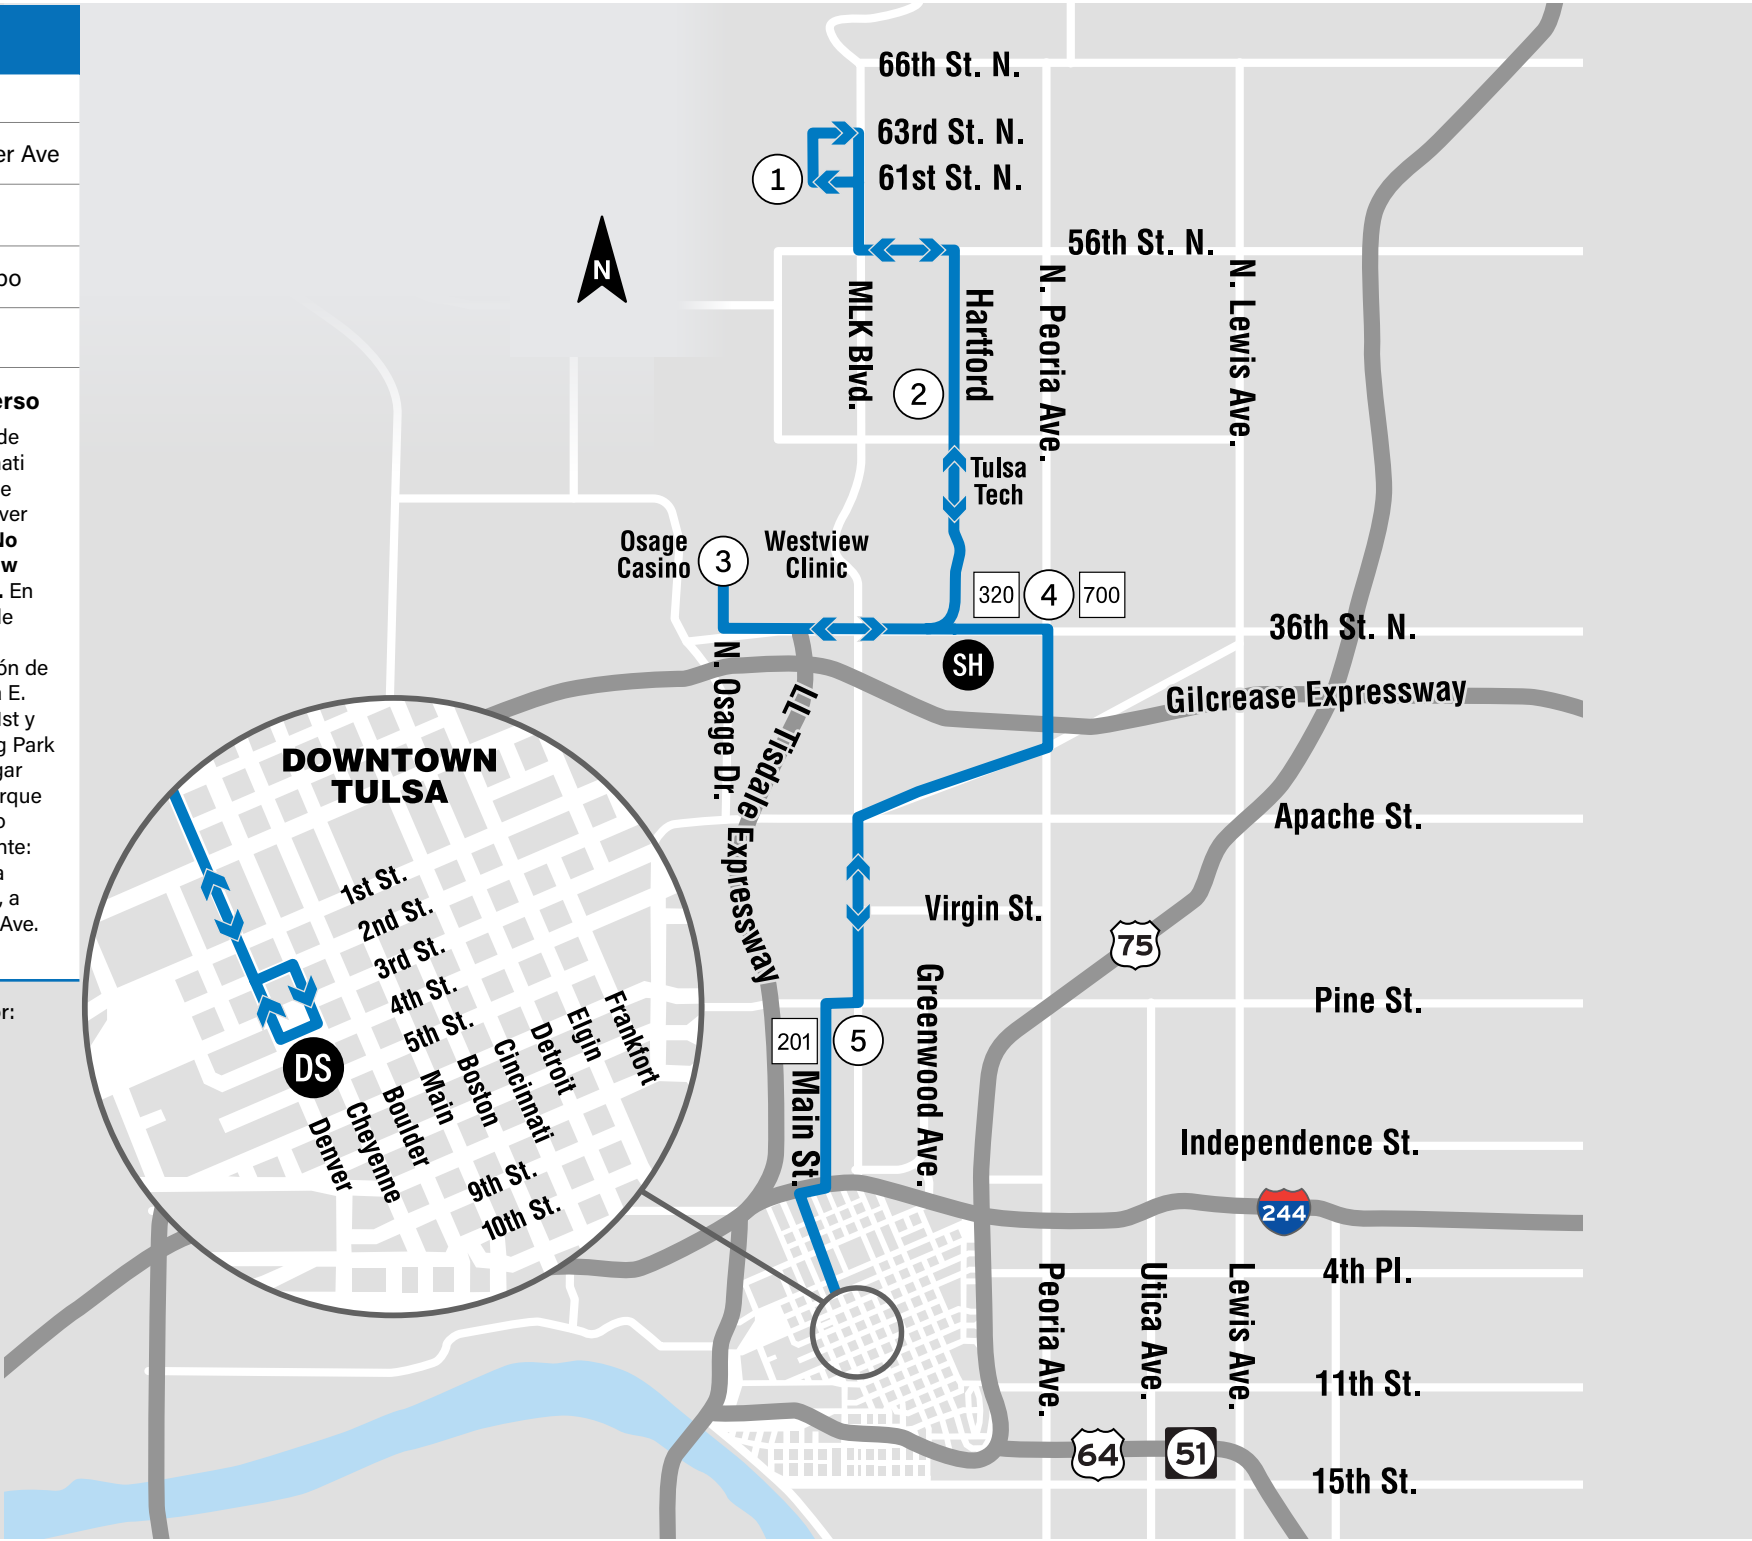 er Ave
erso
de
e
ver
w
. En
le
ón de
a E.
g Park
gar
rque
o
nte:
a
, a
Ave.
r:
66th St. N.
63rd St. N.
61st St. N.
1
56th St. N.
N
MLK Blvd.
Hartford
N. Peoria Ave.
N. Lewis Ave.
2
Tulsa
Tech
Osage
Casino
3
Westview
Clinic
320
4
700
36th St. N.
SH
N. Osage Dr.
LL Tisdale Expressway
Gilcrease Expressway
Apache St.
Virgin St.
75
Pine St.
201
5
Main St.
Greenwood Ave.
Independence St.
244
4th Pl.
Peoria Ave.
Utica Ave.
Lewis Ave.
11th St.
64
51
15th St.
DOWNTOWN
TULSA
1st St.
2nd St.
3rd St.
4th St.
5th St.
DS
Denver
Cheyenne
Boulder
Main
Boston
Cincinnati
Detroit
Elgin
Frankfort
9th St.
10th St.